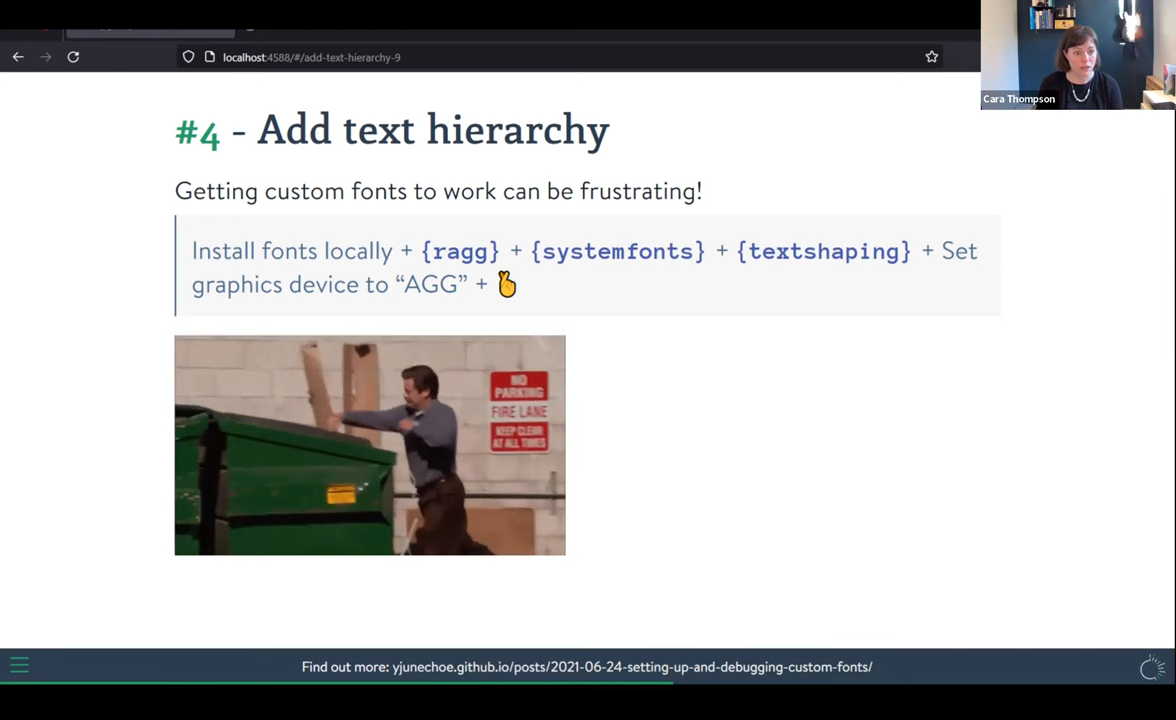 localhost:4588/#/add-text-hierarchy-9
Cara Thompson
#4 - Add text hierarchy
Getting custom fonts to work can be frustrating!
Install fonts locally + {ragg} + {systemfonts} + {textshaping} + Set
graphics device to “AGG” + 🤞
NO
PARKING
FIRE LANE
KEEP CLEAR
AT ALL TIMES
Find out more: yjunechoe.github.io/posts/2021-06-24-setting-up-and-debugging-custom-fonts/